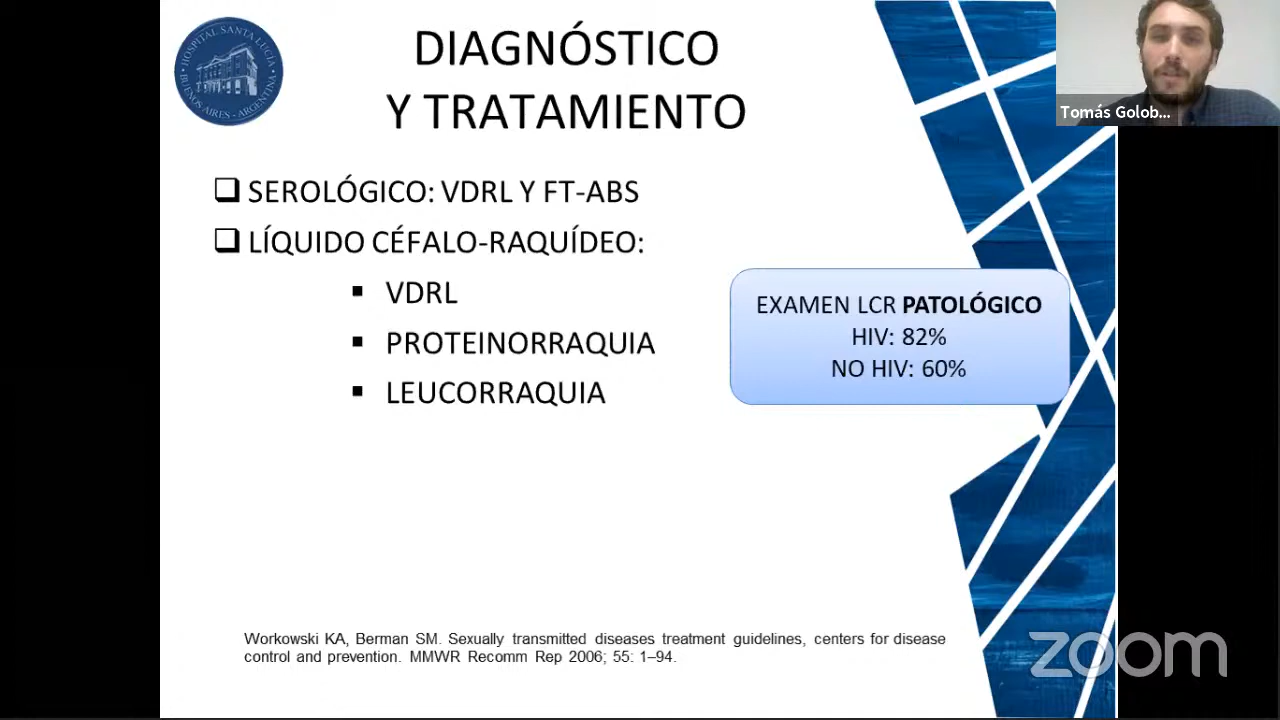 HOSPITAL SANTA LUCÍA
BUENOS AIRES - ARGENTINA
DIAGNÓSTICO
Y TRATAMIENTO
Tomás Golob...
❑ SEROLÓGICO: VDRL Y FT-ABS
❑ LÍQUIDO CÉFALO-RAQUÍDEO:
▪ VDRL
▪ PROTEINORRAQUIA
▪ LEUCORRAQUIA
EXAMEN LCR PATOLÓGICO
HIV: 82%
NO HIV: 60%
Workowski KA, Berman SM. Sexually transmitted diseases treatment guidelines, centers for disease
control and prevention. MMWR Recomm Rep 2006; 55: 1–94.
zoom